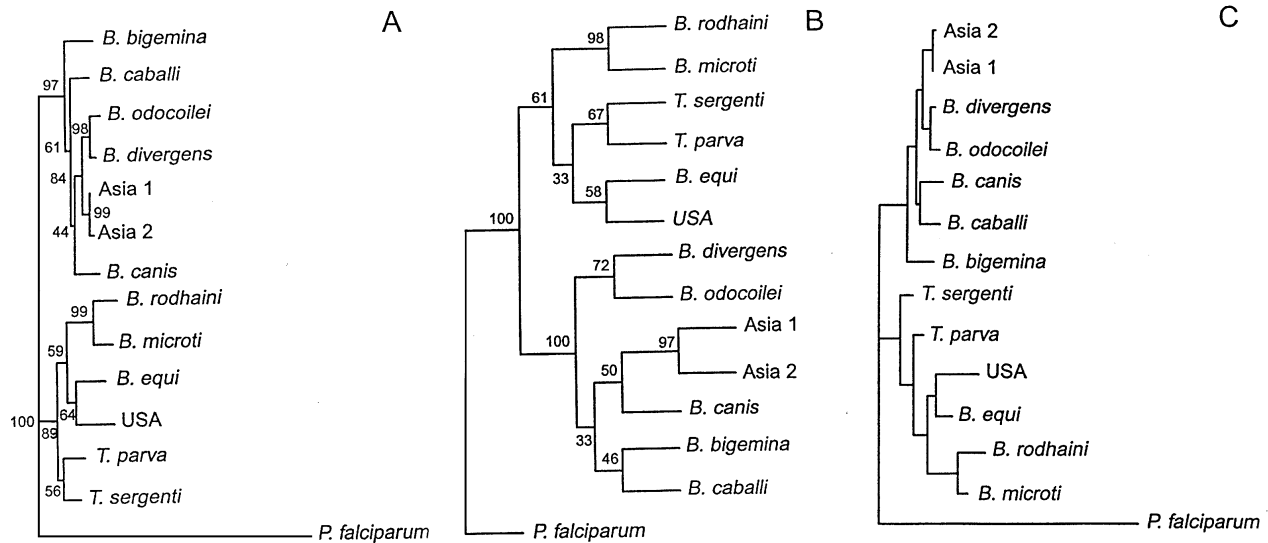 A
B. bigemina
97
B. caballi
B. odocoilei
98
61
B. divergens
84
Asia 1
99
44
Asia 2
B. canis
B. rodhaini
99
B. microti
59
B. equi
64
USA
100
89
T. parva
56
T. sergenti
P. falciparum
B
B. rodhaini
98
B. microti
61
T. sergenti
67
T. parva
33
B. equi
58
USA
100
B. divergens
72
B. odocoilei
Asia 1
100
97
Asia 2
50
B. canis
33
B. bigemina
46
B. caballi
P. falciparum
C
Asia 2
Asia 1
B. divergens
B. odocoilei
B. canis
B. caballi
B. bigemina
T. sergenti
T. parva
USA
B. equi
B. rodhaini
B. microti
P. falciparum